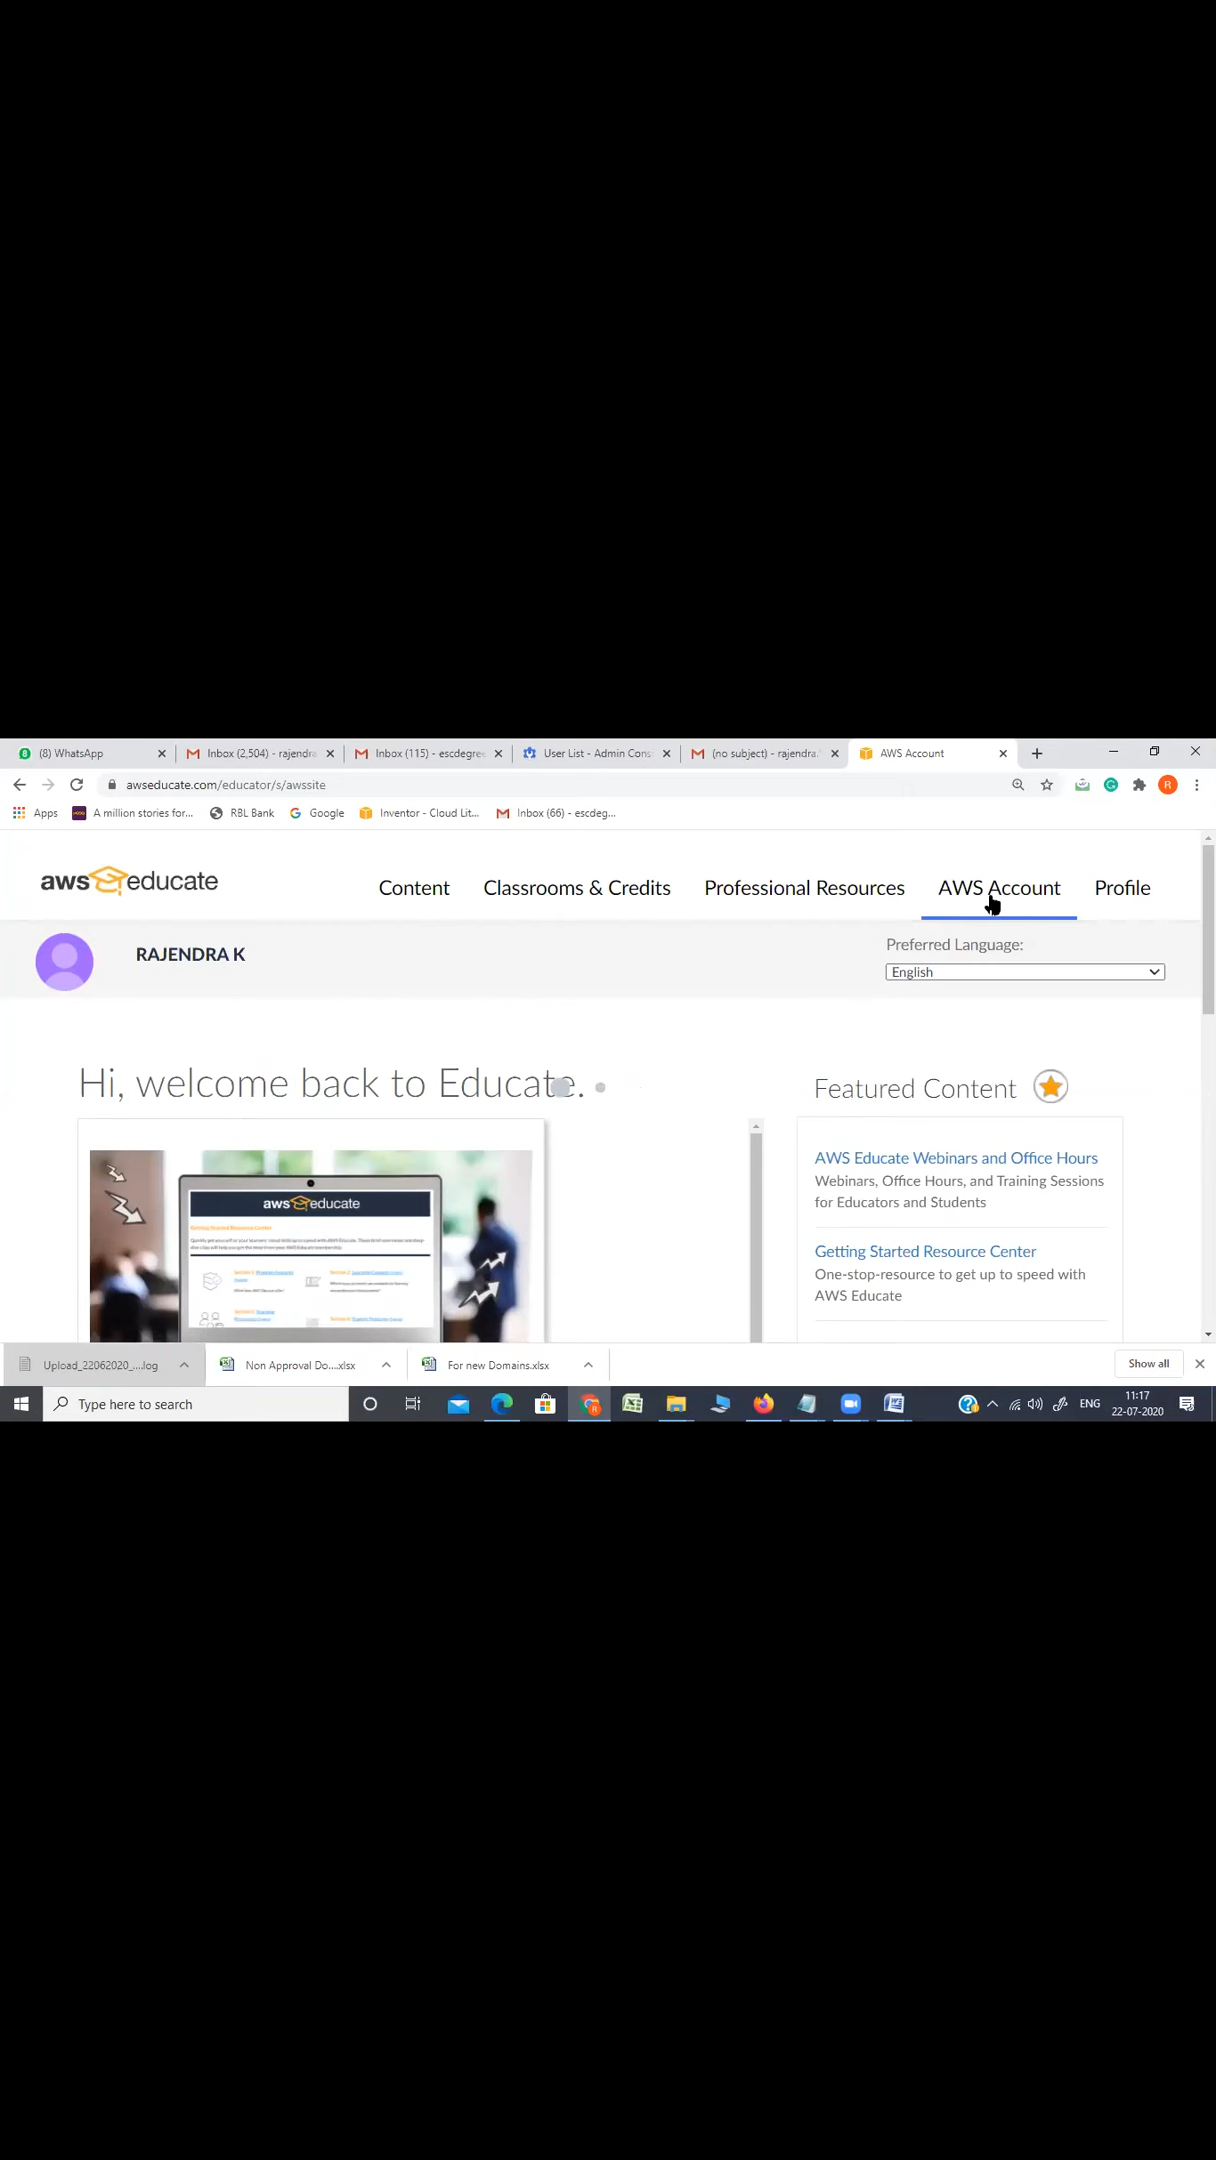 (8) WhatsApp
Inbox (2,504) - rajendra
Inbox (115) - escdegree
User List - Admin Cons
(no subject) - rajendra.
AWS Account
awseducate.com/educator/s/awssite
R
Apps
A million stories for...
RBL Bank
Google
Inventor - Cloud Lit...
Inbox (66) - escdeg...
aws educate
Content
Classrooms & Credits
Professional Resources
AWS Account
Profile
RAJENDRA K
Preferred Language:
English
Hi, welcome back to Educate.
Featured Content
aws educate
Getting Started Resource Center
AWS Educate Webinars and Office Hours
Webinars, Office Hours, and Training Sessions
for Educators and Students
Getting Started Resource Center
One-stop-resource to get up to speed with
AWS Educate
Upload_22062020_....log
Non Approval Do....xlsx
For new Domains.xlsx
Show all
Type here to search
ENG
11:17
22-07-2020